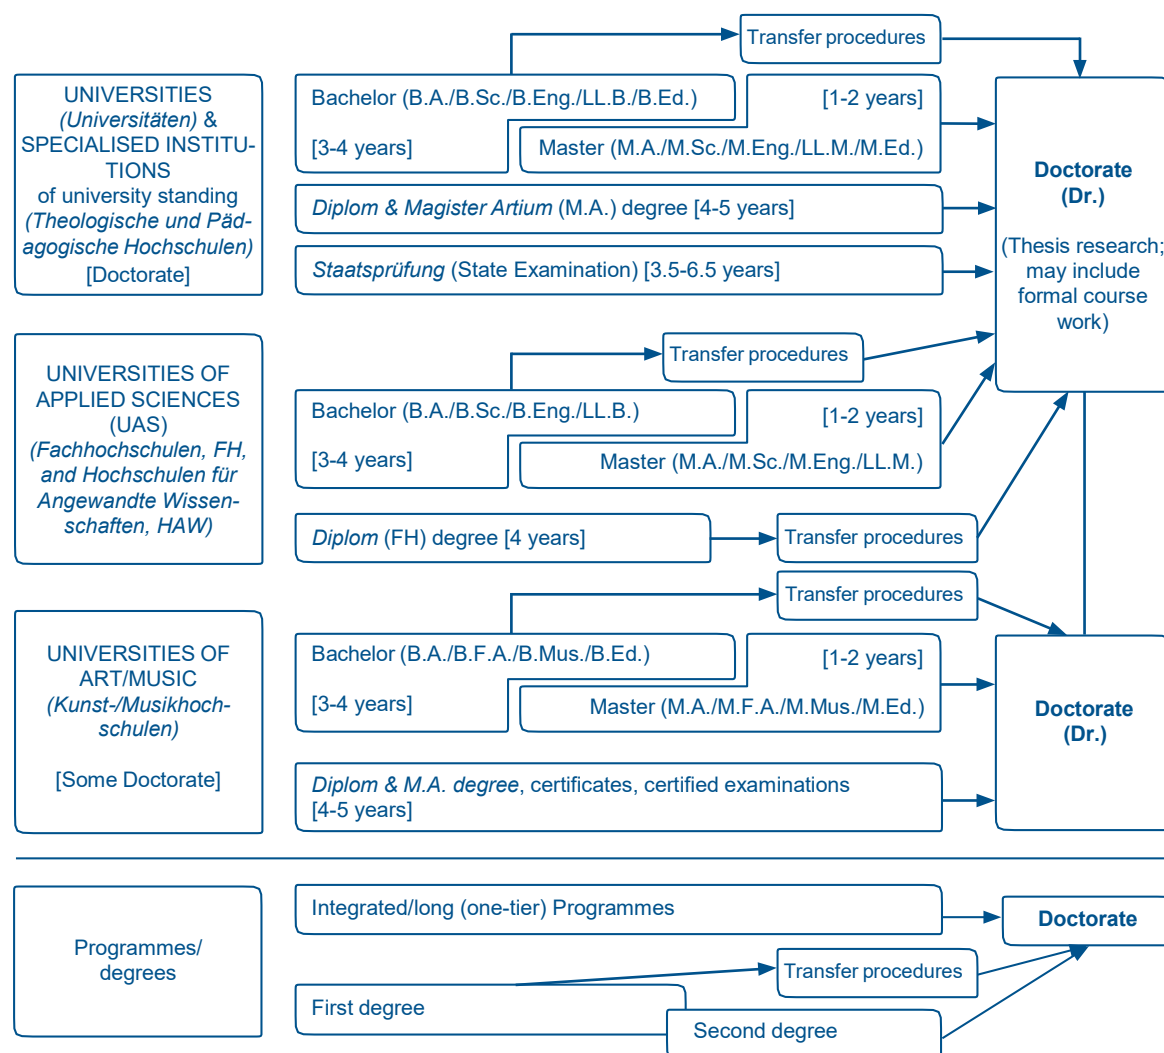 Transfer procedures
UNIVERSITIES
(Universitäten) &
SPECIALISED INSTITU-
TIONS
of university standing
(Theologische und Päd-
agogische Hochschulen)
[Doctorate]
Bachelor (B.A./B.Sc./B.Eng./LL.B./B.Ed.)
[3-4 years]
[1-2 years]
Master (M.A./M.Sc./M.Eng./LL.M./M.Ed.)
Diplom & Magister Artium (M.A.) degree [4-5 years]
Staatsprüfung (State Examination) [3.5-6.5 years]
Doctorate
(Dr.)
(Thesis research;
may include
formal course
work)
UNIVERSITIES OF
APPLIED SCIENCES
(UAS)
(Fachhochschulen, FH,
and Hochschulen für
Angewandte Wissen-
schaften, HAW)
Transfer procedures
Bachelor (B.A./B.Sc./B.Eng./LL.B.)
[3-4 years]
[1-2 years]
Master (M.A./M.Sc./M.Eng./LL.M.)
Diplom (FH) degree [4 years]
Transfer procedures
Transfer procedures
UNIVERSITIES OF
ART/MUSIC
(Kunst-/Musikhoch-
schulen)
[Some Doctorate]
Bachelor (B.A./B.F.A./B.Mus./B.Ed.)
[3-4 years]
[1-2 years]
Master (M.A./M.F.A./M.Mus./M.Ed.)
Diplom & M.A. degree, certificates, certified examinations
[4-5 years]
Doctorate
(Dr.)
Programmes/
degrees
Integrated/long (one-tier) Programmes
Doctorate
Transfer procedures
First degree
Second degree